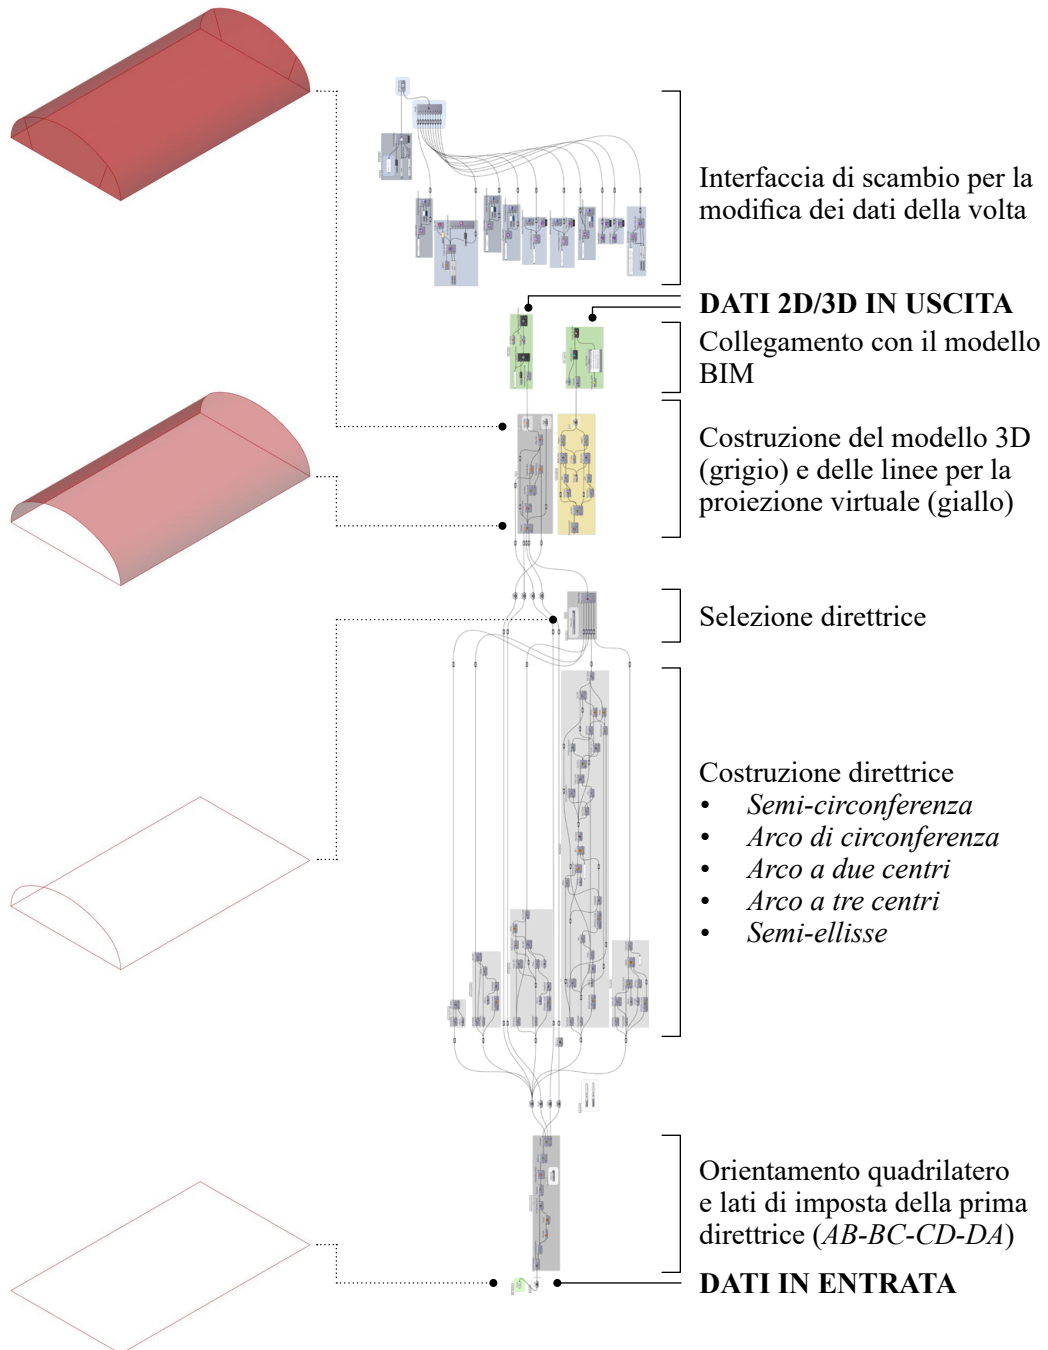 Interfaccia di scambio per la
modifica dei dati della volta
DATI 2D/3D IN USCITA
Collegamento con il modello
BIM
Costruzione del modello 3D
(grigio) e delle linee per la
proiezione virtuale (giallo)
Selezione direttrice
Costruzione direttrice
• Semi-circonferenza
• Arco di circonferenza
• Arco a due centri
• Arco a tre centri
• Semi-ellisse
Orientamento quadrilatero
e lati di imposta della prima
direttrice (AB-BC-CD-DA)
DATI IN ENTRATA